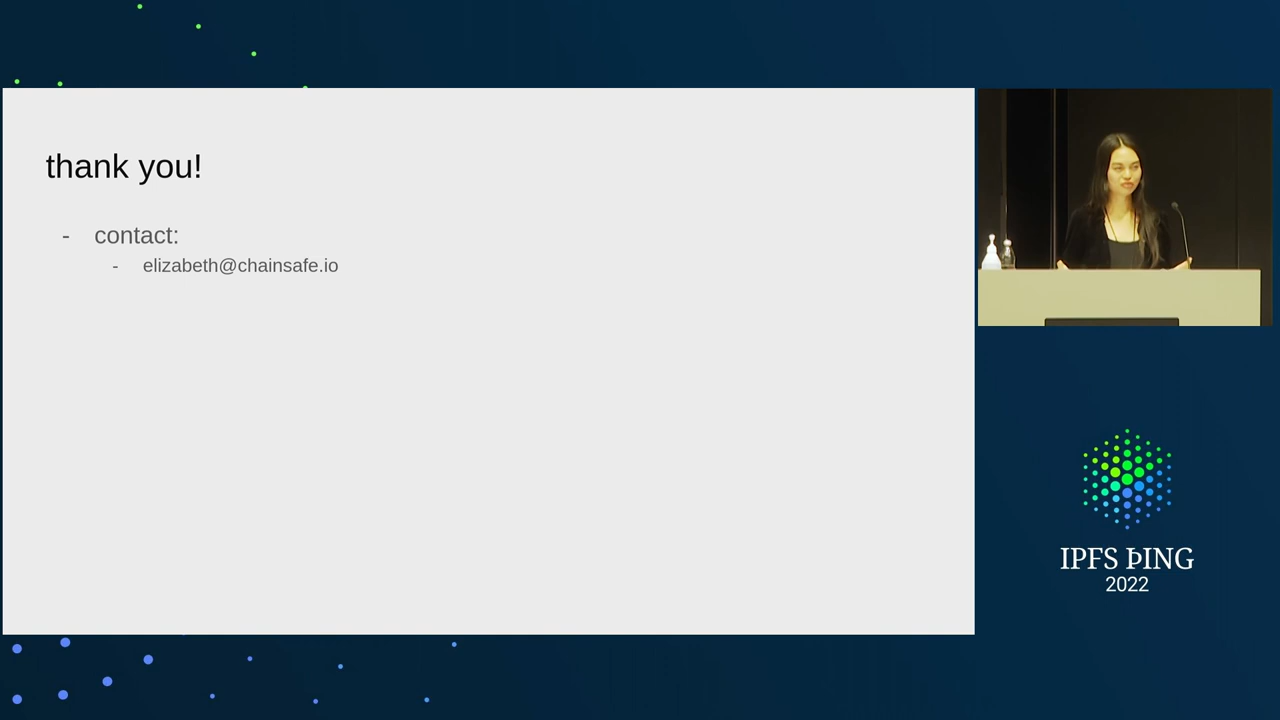 thank you!
- contact:
- elizabeth@chainsafe.io
IPFS ÞING
2022